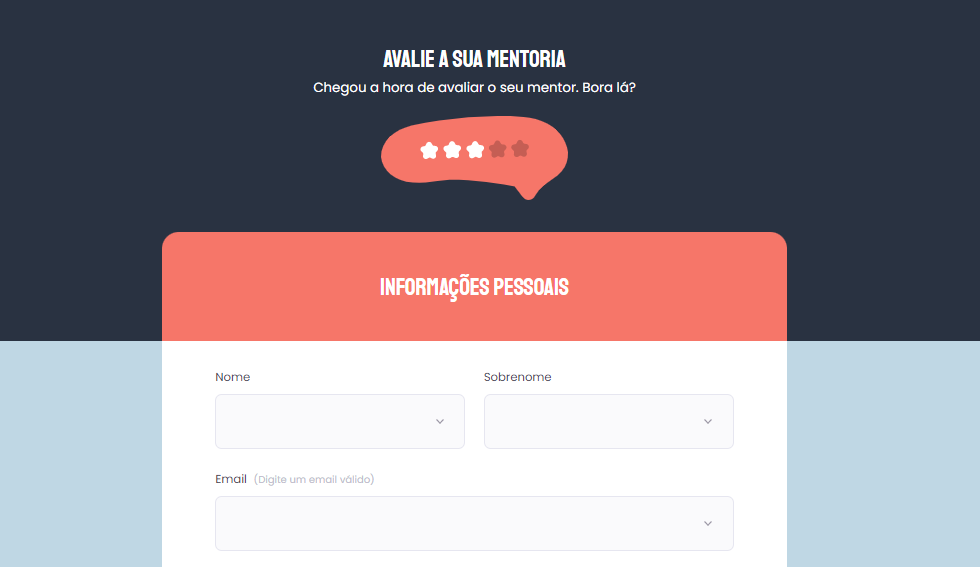 AVALIE A SUA MENTORIA
Chegou a hora de avaliar o seu mentor. Bora lá?
INFORMAÇÕES PESSOAIS
Nome
Sobrenome
Email (Digite um email válido)